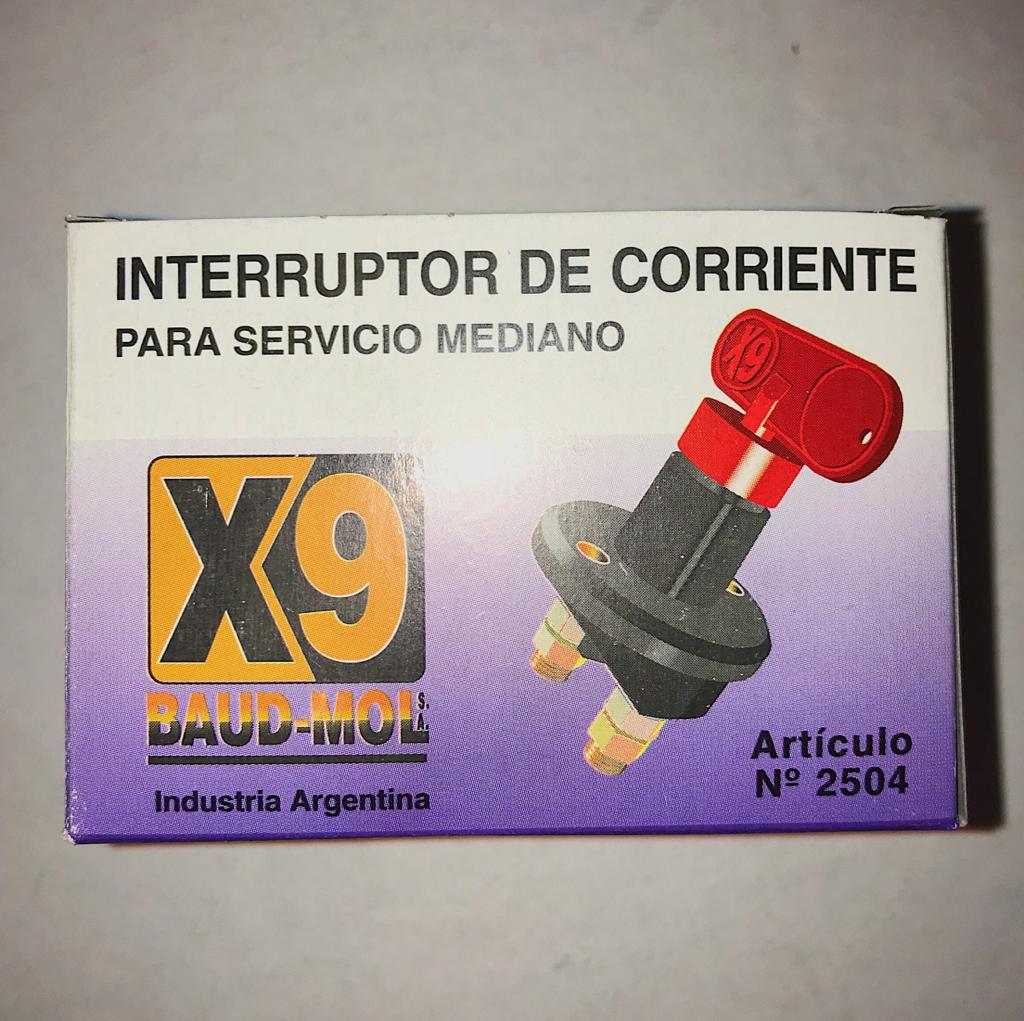 INTERRUPTOR DE CORRIENTE
PARA SERVICIO MEDIANO
X9
X9
BAUD-MOL S.A.
Industria Argentina
Artículo
Nº 2504